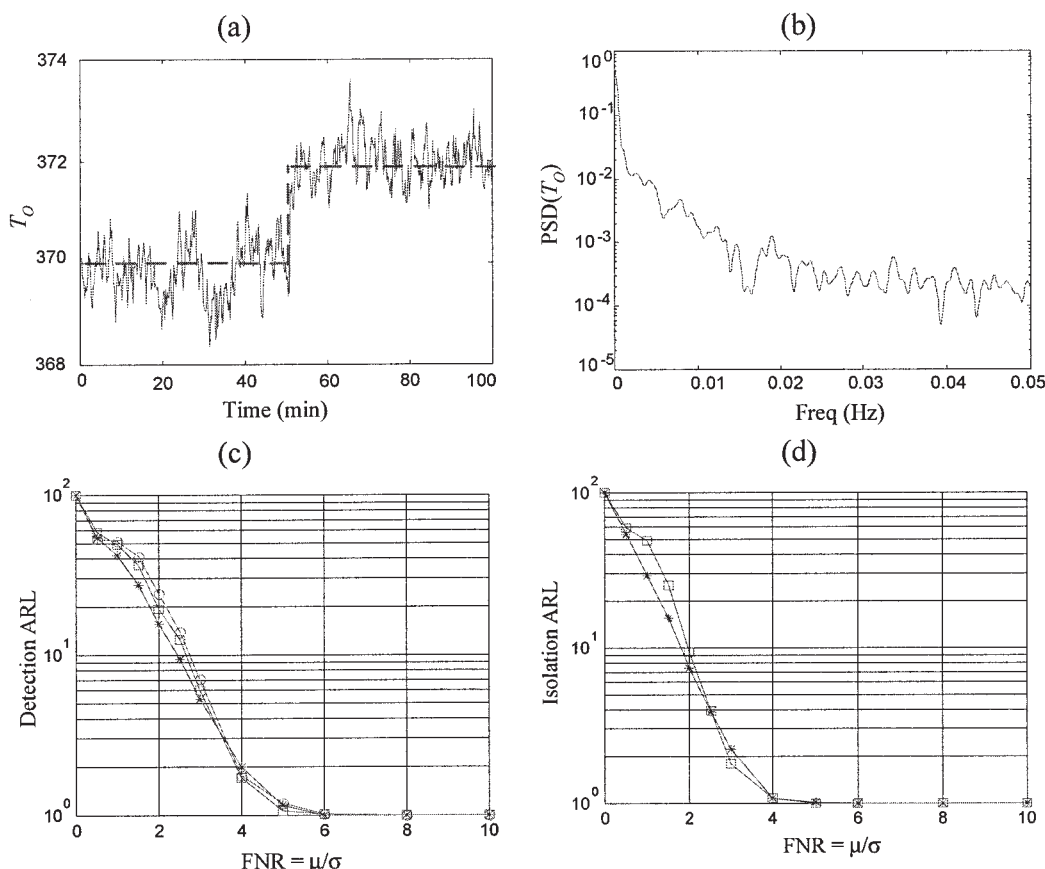 (a)
374
372
370
368
T_O
0 20 40 60 80 100
Time (min)
(b)
10^0
10^-1
10^-2
10^-3
10^-4
10^-5
PSD(T_O)
0 0.01 0.02 0.03 0.04 0.05
Freq (Hz)
(c)
10^2
10^1
10^0
Detection ARL
0 2 4 6 8 10
FNR = μ/σ
(d)
10^2
10^1
10^0
Isolation ARL
0 2 4 6 8 10
FNR = μ/σ